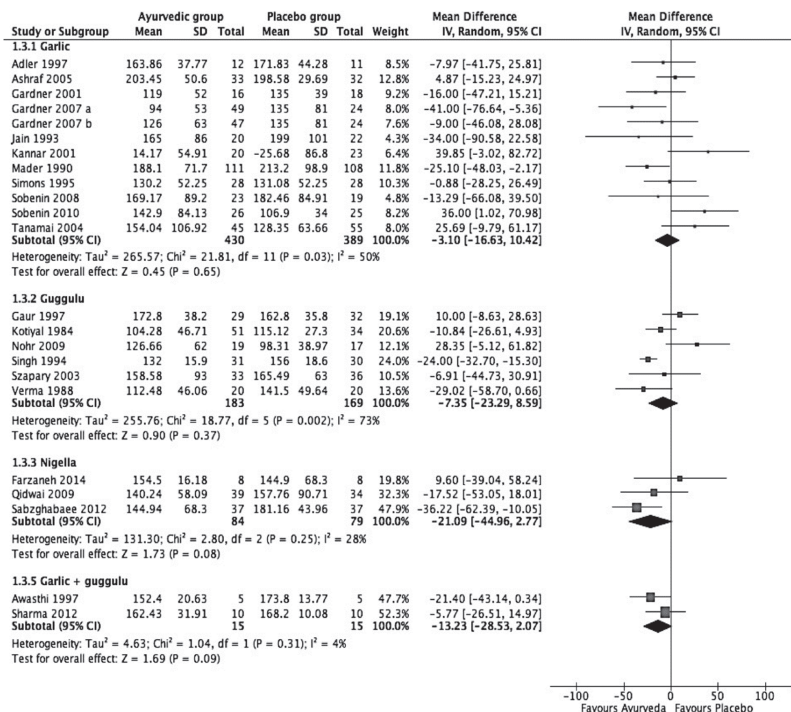 Ayurvedic group Placebo group Mean Difference Mean Difference
Study or Subgroup Mean SD Total Mean SD Total Weight IV, Random, 95% CI IV, Random, 95% CI
1.3.1 Garlic
Adler 1997 163.86 37.77 12 171.83 44.28 11 8.5% -7.97 [-41.75, 25.81]
Ashraf 2005 203.45 50.6 33 198.58 29.69 32 12.8% 4.87 [-15.23, 24.97]
Gardner 2001 119 52 16 135 39 18 9.2% -16.00 [-47.21, 15.21]
Gardner 2007 a 94 53 49 135 81 24 8.0% -41.00 [-76.64, -5.36]
Gardner 2007 b 126 63 47 135 81 24 7.6% -9.00 [-46.08, 28.08]
Jain 1993 165 86 20 199 101 22 4.2% -34.00 [-90.58, 22.58]
Kannar 2001 14.17 54.91 20 -25.68 86.8 23 6.4% 39.85 [-3.02, 82.72]
Mader 1990 188.1 71.7 111 213.2 98.9 108 11.8% -25.10 [-48.03, -2.17]
Simons 1995 130.2 52.25 28 131.08 52.25 28 10.3% -0.88 [-28.25, 26.49]
Sobenin 2008 169.17 89.2 23 182.46 84.91 19 4.8% -13.29 [-66.08, 39.50]
Sobenin 2010 142.9 84.13 26 106.9 34 25 8.2% 36.00 [1.02, 70.98]
Tanamai 2004 154.04 106.92 45 128.35 63.66 55 8.0% 25.69 [-9.79, 61.17]
Subtotal (95% CI) 430 389 100.0% -3.10 [-16.63, 10.42]
Heterogeneity: Tau² = 265.57; Chi² = 21.81, df = 11 (P = 0.03); I² = 50%
Test for overall effect: Z = 0.45 (P = 0.65)
1.3.2 Guggulu
Gaur 1997 172.8 38.2 29 162.8 35.8 32 19.1% 10.00 [-8.63, 28.63]
Kotiyal 1984 104.28 46.71 51 115.12 27.3 34 20.6% -10.84 [-26.61, 4.93]
Nohr 2009 126.66 62 19 98.31 38.97 17 12.1% 28.35 [-5.12, 61.82]
Singh 1994 132 15.9 31 156 18.6 30 24.0% -24.00 [-32.70, -15.30]
Szapary 2003 158.58 93 33 165.49 63 36 10.5% -6.91 [-44.73, 30.91]
Verma 1988 112.48 46.06 20 141.5 49.64 20 13.6% -29.02 [-58.70, 0.66]
Subtotal (95% CI) 183 169 100.0% -7.35 [-23.29, 8.59]
Heterogeneity: Tau² = 255.76; Chi² = 18.77, df = 5 (P = 0.002); I² = 73%
Test for overall effect: Z = 0.90 (P = 0.37)
1.3.3 Nigella
Farzaneh 2014 154.5 16.18 8 144.9 68.3 8 19.8% 9.60 [-39.04, 58.24]
Qidwai 2009 140.24 58.09 39 157.76 90.71 34 32.3% -17.52 [-53.05, 18.01]
Sabzghabaee 2012 144.94 68.3 37 181.16 43.96 37 47.9% -36.22 [-62.39, -10.05]
Subtotal (95% CI) 84 79 100.0% -21.09 [-44.96, 2.77]
Heterogeneity: Tau² = 131.30; Chi² = 2.80, df = 2 (P = 0.25); I² = 28%
Test for overall effect: Z = 1.73 (P = 0.08)
1.3.5 Garlic + guggulu
Awasthi 1997 152.4 20.63 5 173.8 13.77 5 47.7% -21.40 [-43.14, 0.34]
Sharma 2012 162.43 31.91 10 168.2 10.08 10 52.3% -5.77 [-26.51, 14.97]
Subtotal (95% CI) 15 15 100.0% -13.23 [-28.53, 2.07]
Heterogeneity: Tau² = 4.63; Chi² = 1.04, df = 1 (P = 0.31); I² = 4%
Test for overall effect: Z = 1.69 (P = 0.09)
-100 -50 0 50 100
Favours Ayurveda Favours Placebo